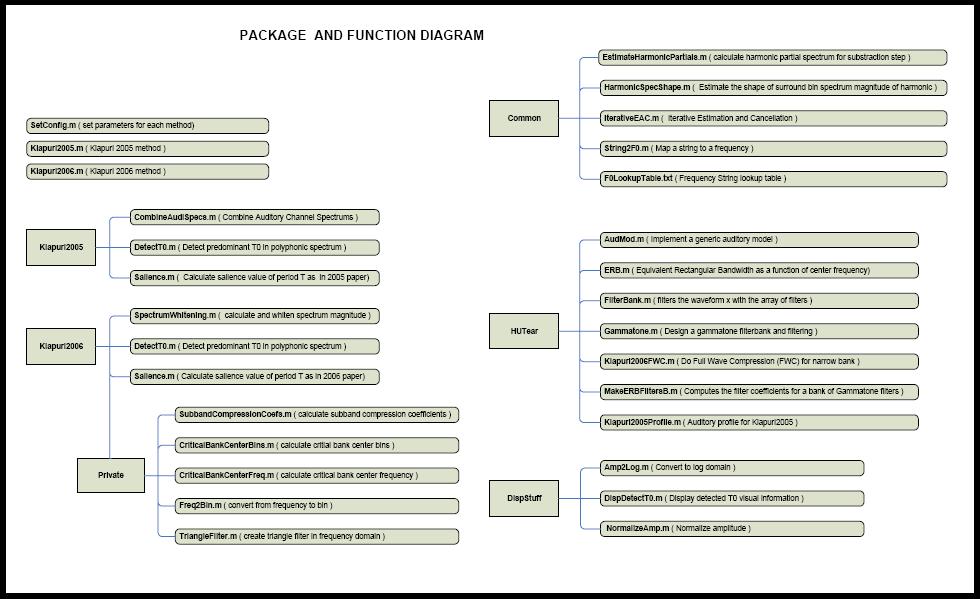 PACKAGE AND FUNCTION DIAGRAM
SetConfig.m ( set parameters for each method)
Klapuri2005.m ( Klapuri 2005 method )
Klapuri2006.m ( Klapuri 2006 method )
Klapuri2005
CombineAudiSpecs.m ( Combine Auditory Channel Spectrums )
DetectT0.m ( Detect predominant T0 in polyphonic spectrum )
Salience.m ( Calculate salience value of period T as in 2005 paper)
Klapuri2006
SpectrumWhitening.m ( calculate and whiten spectrum magnitude )
DetectT0.m ( Detect predominant T0 in polyphonic spectrum )
Salience.m ( Calculate salience value of period T as in 2006 paper)
Private
SubbandCompressionCoefs.m ( calculate subband compression coefficients )
CriticalBankCenterBins.m ( calculate critial bank center bins )
CriticalBankCenterFreq.m ( calculate critical bank center frequency )
Freq2Bin.m ( convert from frequency to bin )
TriangleFilter.m ( create triangle filter in frequency domain )
Common
EstimateHarmonicPartials.m ( calculate harmonic partial spectrum for substraction step )
HarmonicSpecShape.m ( Estimate the shape of surround bin spectrum magnitude of harmonic )
IterativeEAC.m ( Iterative Estimation and Cancellation )
String2F0.m ( Map a string to a frequency )
F0LookupTable.txt ( Frequency String lookup table )
HUTear
AudMod.m ( Implement a generic auditory model )
ERB.m ( Equivalent Rectangular Bandwidth as a function of center frequency)
FilterBank.m ( filters the waveform x with the array of filters )
Gammatone.m ( Design a gammatone filterbank and filtering )
Klapuri2006FWC.m ( Do Full Wave Compression (FWC) for narrow bank )
MakeERBFiltersB.m ( Computes the filter coefficients for a bank of Gammatone filters )
Klapuri2005Profile.m ( Auditory profile for Klapuri2005 )
DispStuff
Amp2Log.m ( Convert to log domain )
DispDetectT0.m ( Display detected T0 visual information )
NormalizeAmp.m ( Normalize amplitude )